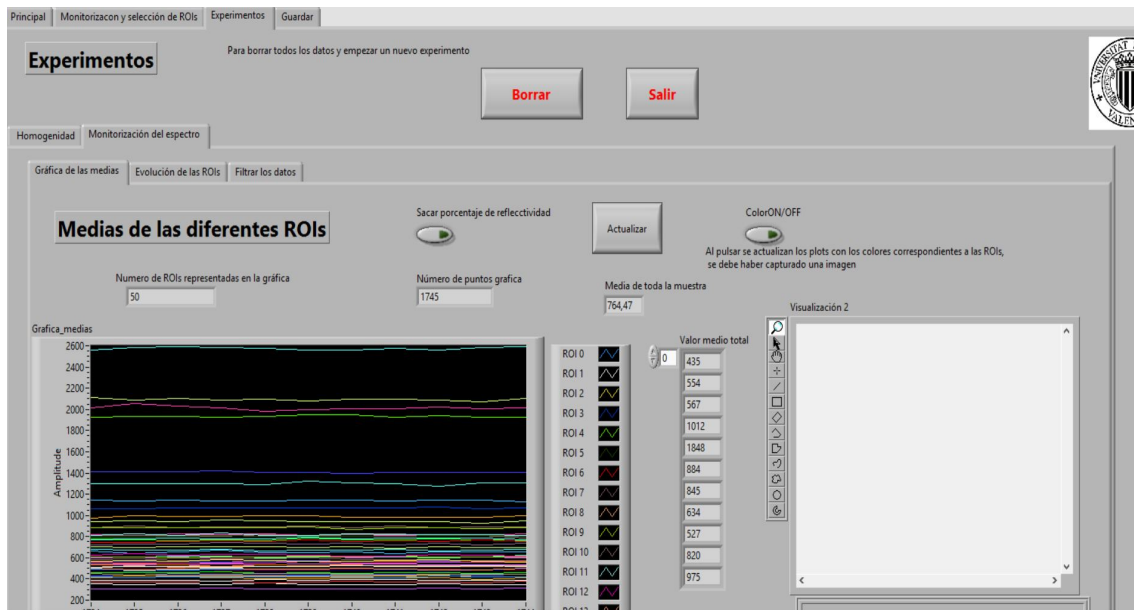 Principal
Monitorizacon y selección de ROIs
Experimentos
Guardar
Experimentos
Para borrar todos los datos y empezar un nuevo experimento
Borrar
Salir
Homogenidad
Monitorización del espectro
Gráfica de las medias
Evolución de las ROIs
Filtrar los datos
Medias de las diferentes ROIs
Sacar porcentaje de reflecctividad
Actualizar
ColorON/OFF
Al pulsar se actualizan los plots con los colores correspondientes a las ROIs,
se debe haber capturado una imagen
Numero de ROIs representadas en la gráfica
50
Número de puntos grafica
1745
Media de toda la muestra
764,47
Visualización 2
Grafica_medias
Amplitude
2600
2400
2200
2000
1800
1600
1400
1200
1000
800
600
400
200
ROI 0
ROI 1
ROI 2
ROI 3
ROI 4
ROI 5
ROI 6
ROI 7
ROI 8
ROI 9
ROI 10
ROI 11
ROI 12
Valor medio total
0
435
554
567
1012
1848
884
845
634
527
820
975